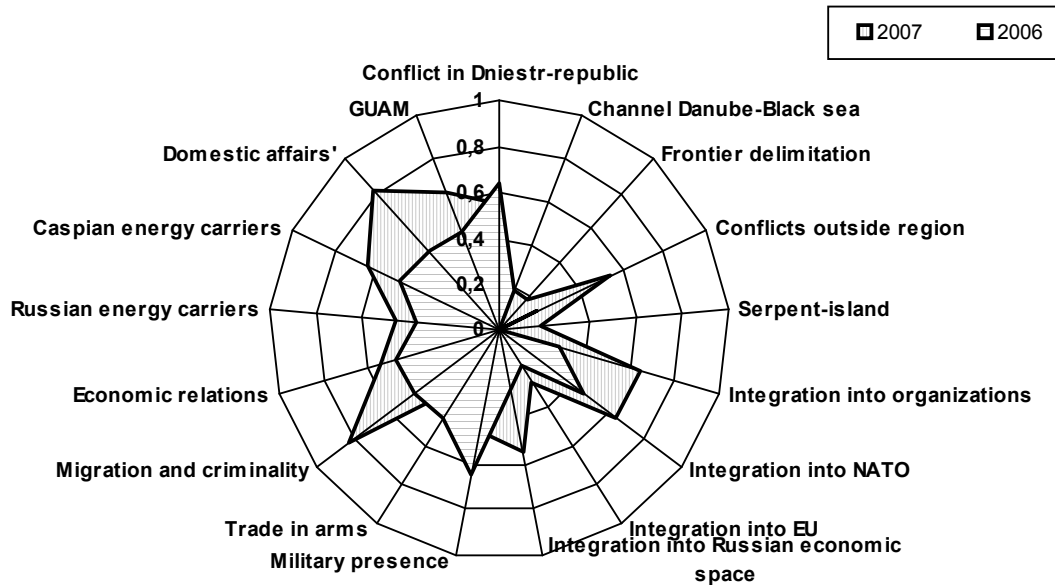 2007 2006
Conflict in Dniestr-republic
Channel Danube-Black sea
Frontier delimitation
Conflicts outside region
Serpent-island
Integration into organizations
Integration into NATO
Integration into EU
Integration into Russian economic
space
Military presence
Trade in arms
Migration and criminality
Economic relations
Russian energy carriers
Caspian energy carriers
Domestic affairs'
GUAM
1
0,8
0,6
0,4
0,2
0